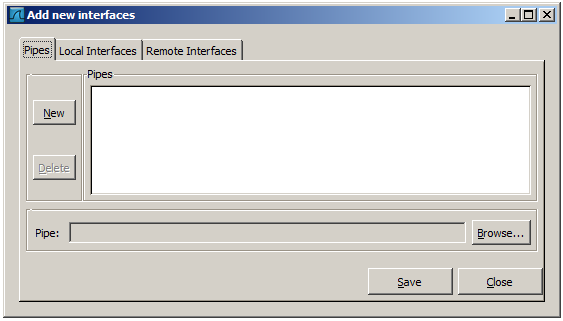 Add new interfaces
Pipes Local Interfaces Remote Interfaces
Pipes
New
Delete
Pipe: Browse...
Save Close